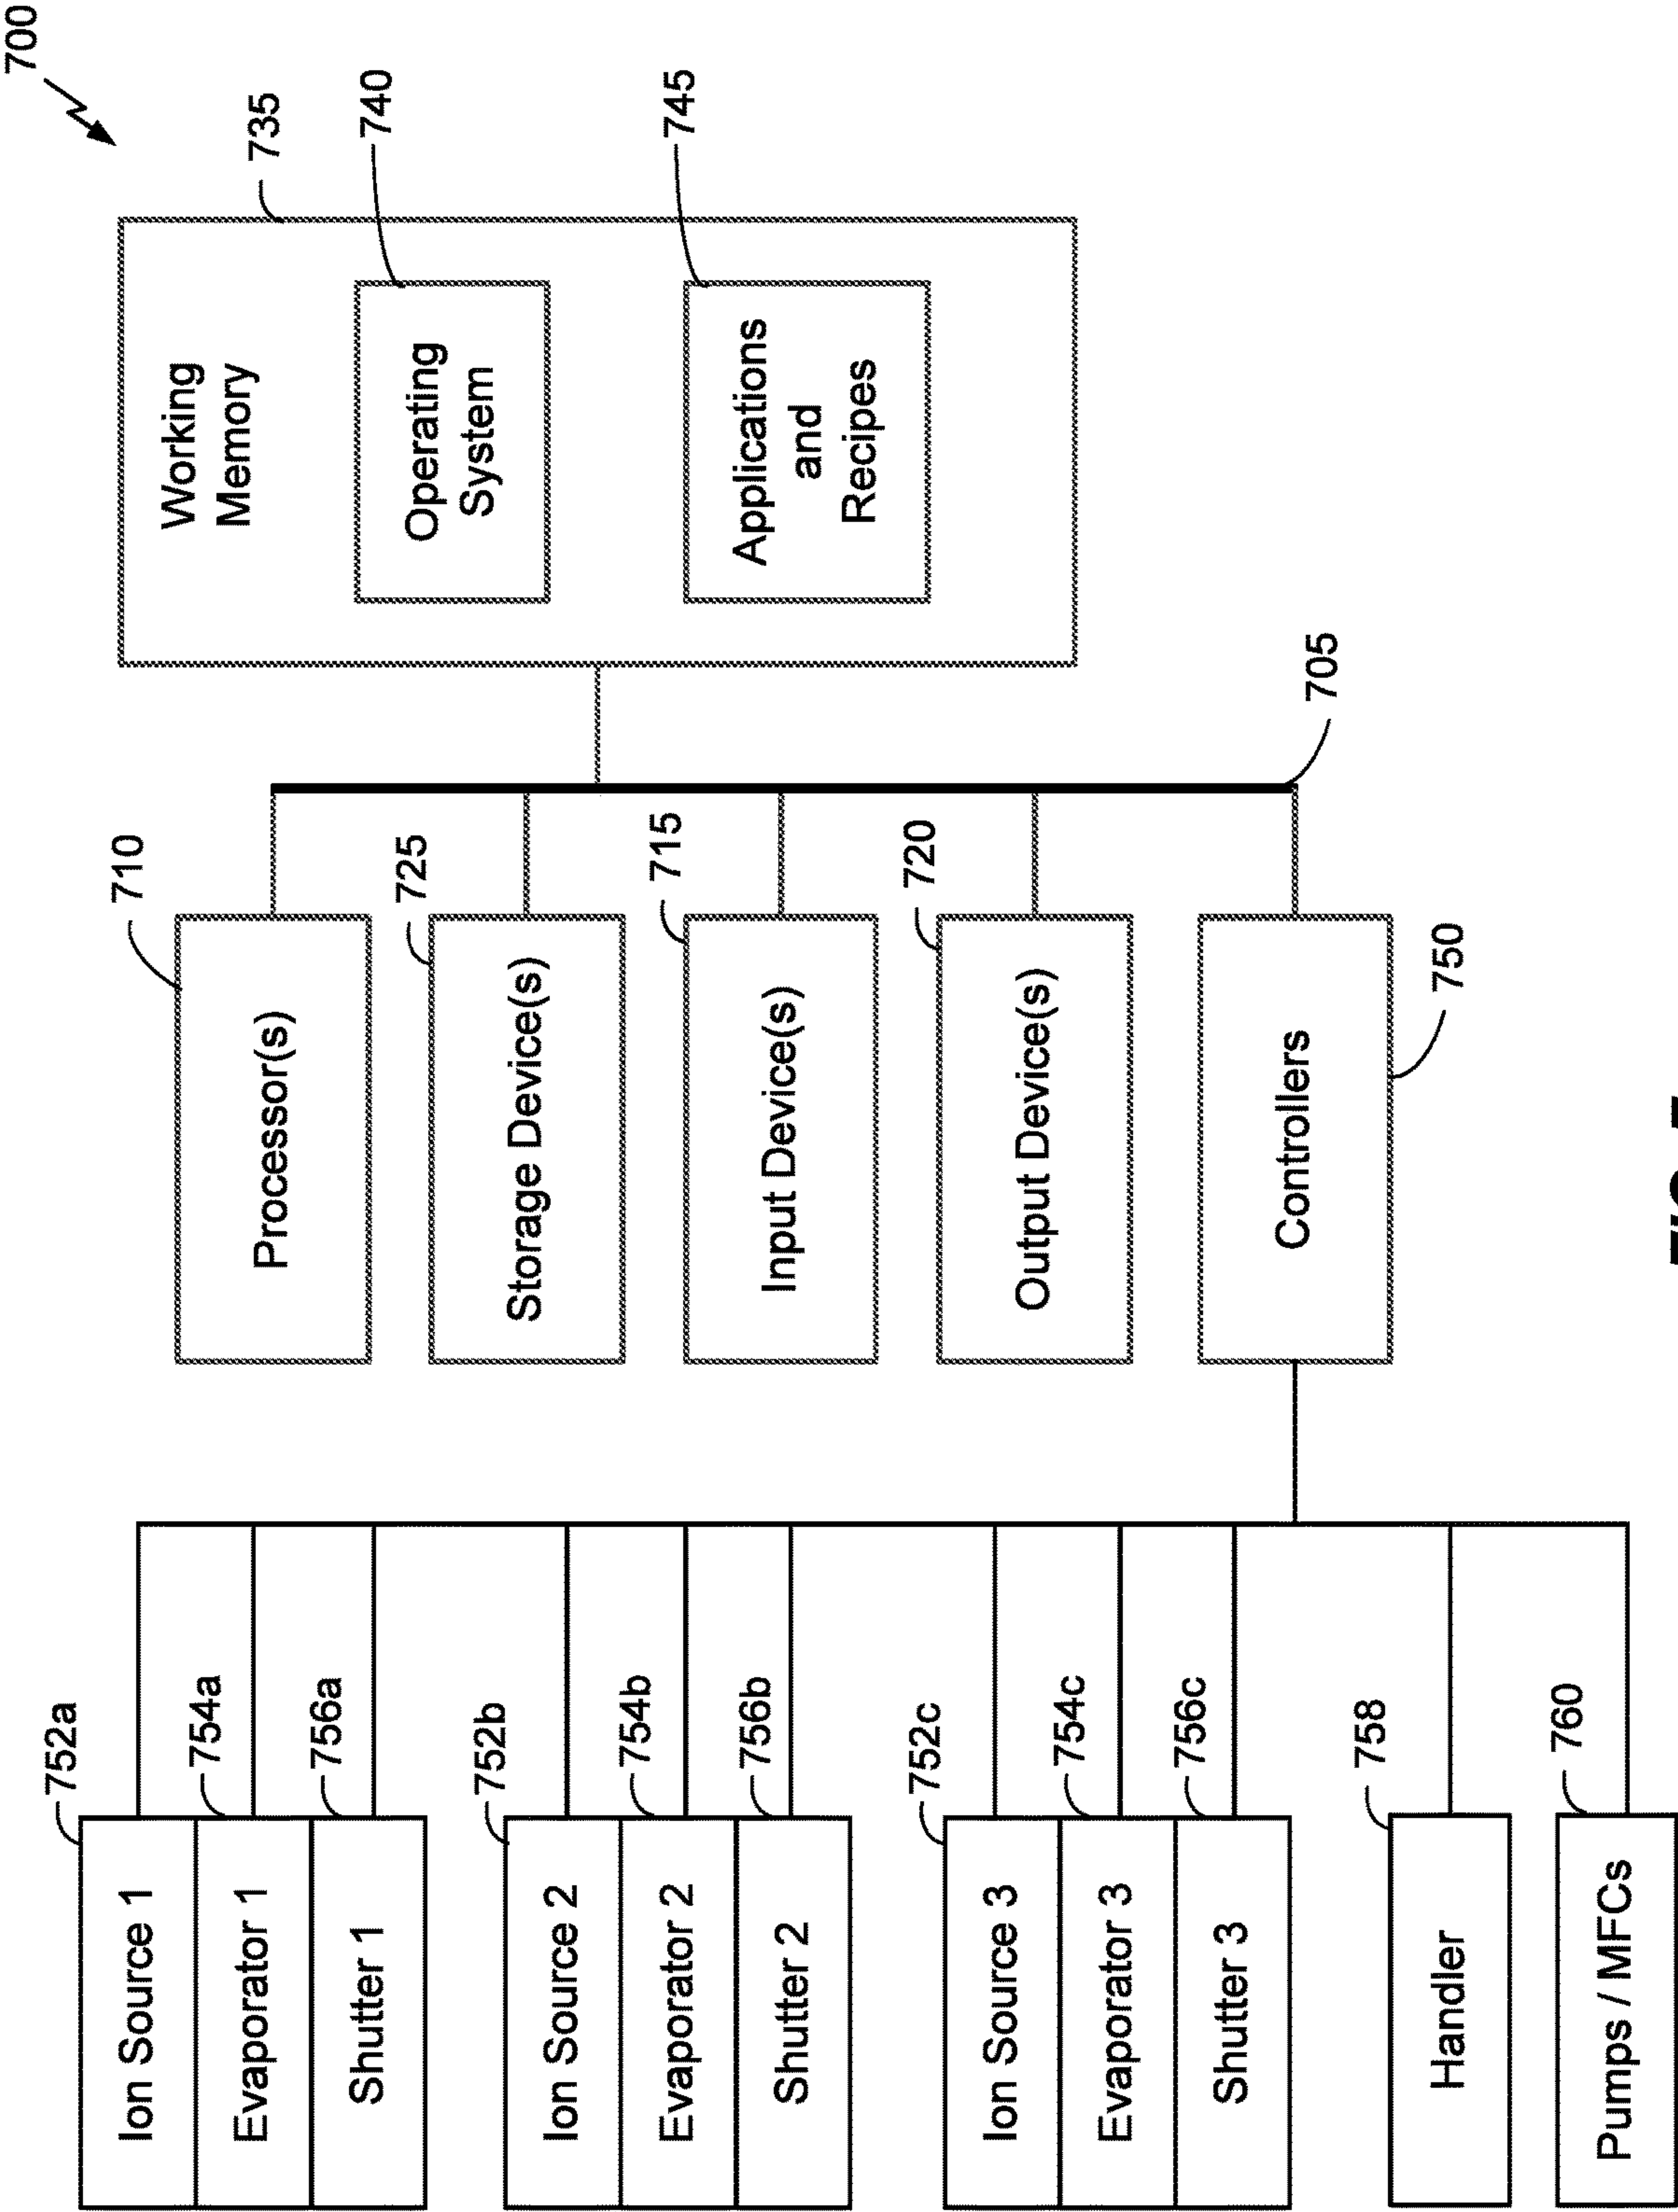 700
752a
Ion Source 1
754a
Evaporator 1
756a
Shutter 1
752b
Ion Source 2
754b
Evaporator 2
756b
Shutter 2
752c
Ion Source 3
754c
Evaporator 3
756c
Shutter 3
758
Handler
760
Pumps / MFCs
710
Processor(s)
725
Storage Device(s)
715
Input Device(s)
720
Output Device(s)
Controllers
750
705
735
Working
Memory
740
Operating
System
745
Applications
and
Recipes